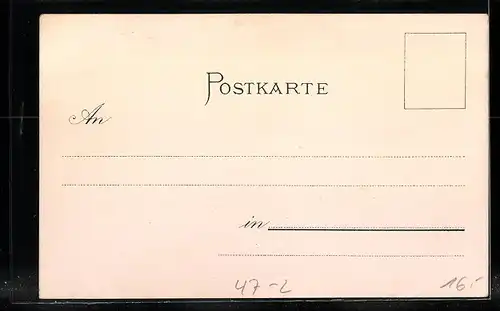 POSTKARTE
An
in
47-2 16.-